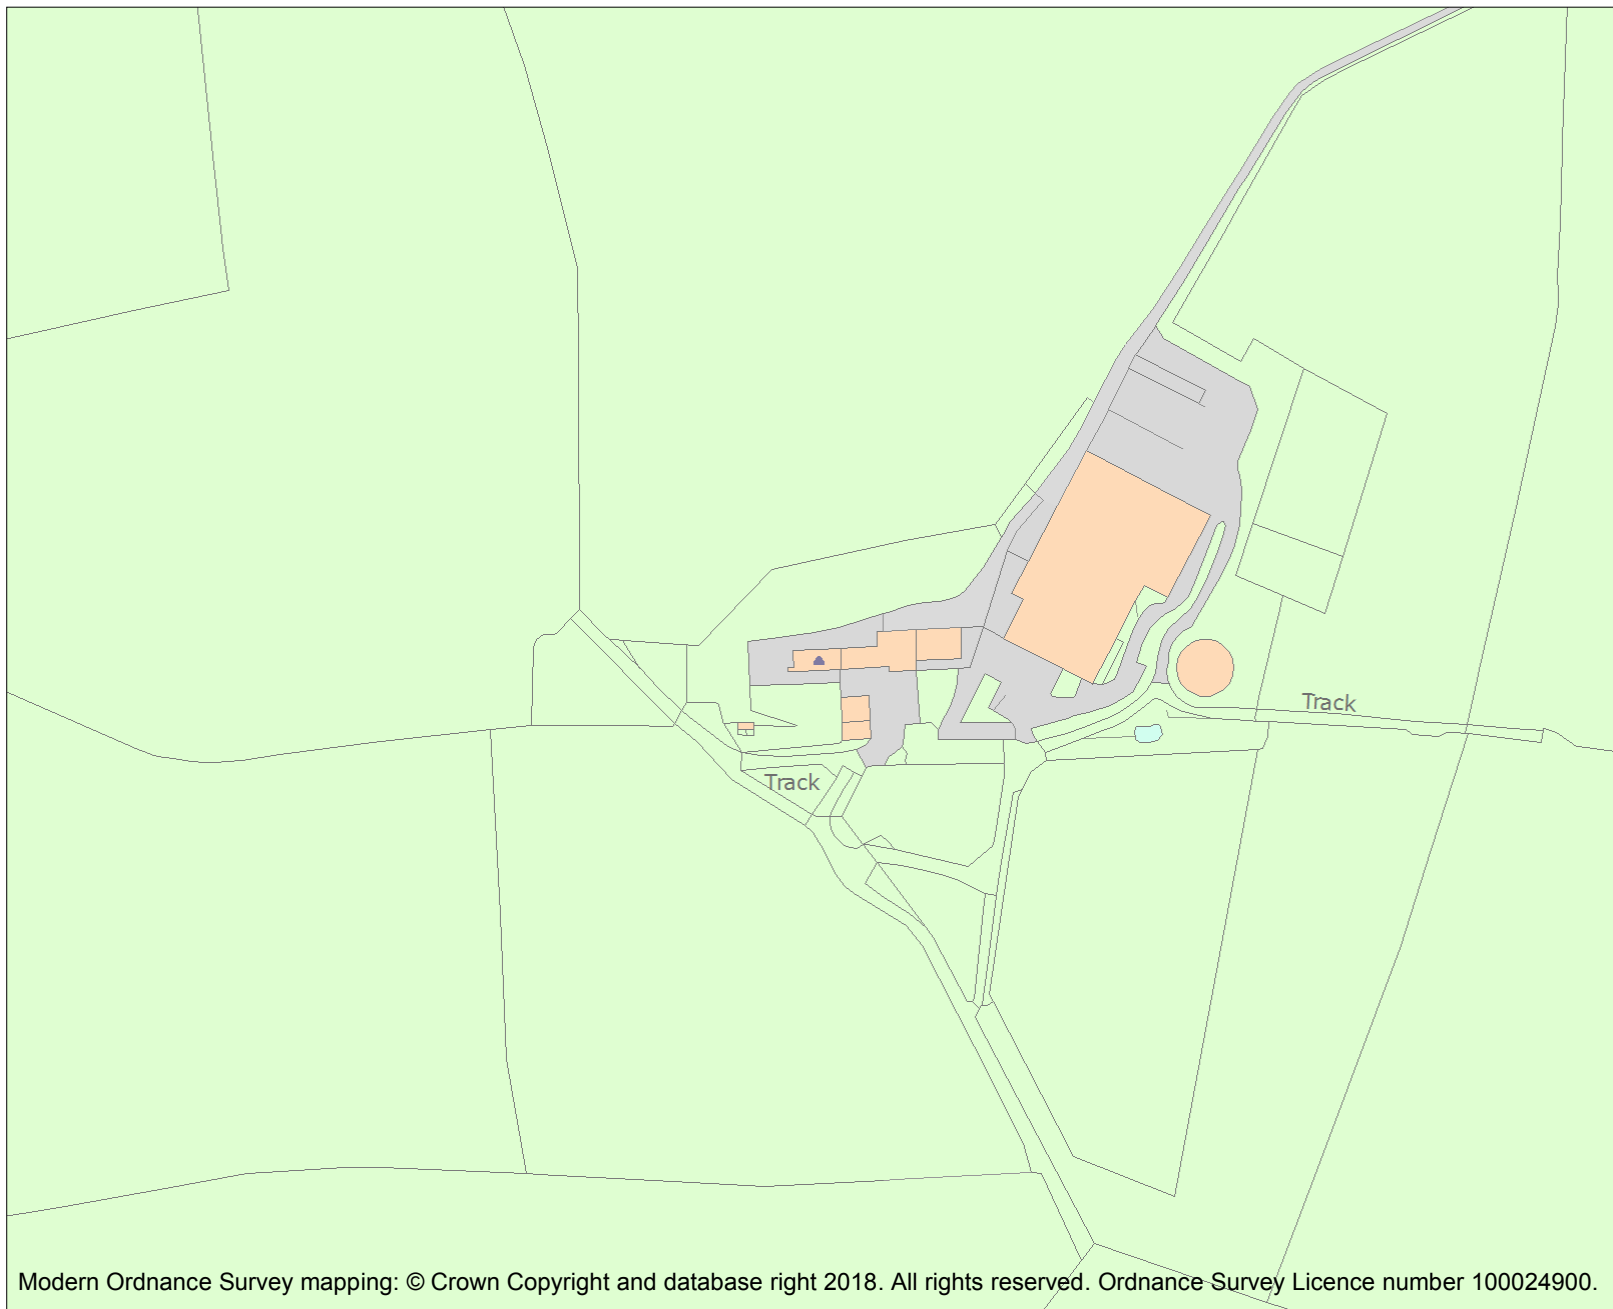 Track
Track
Modern Ordnance Survey mapping: © Crown Copyright and database right 2018. All rights reserved. Ordnance Survey Licence number 100024900.